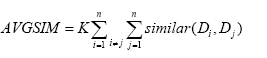 AVGSIM = K∑_{i=1}^{n} _{i≠j} ∑_{j=1}^{n} similar(D_i, D_j)